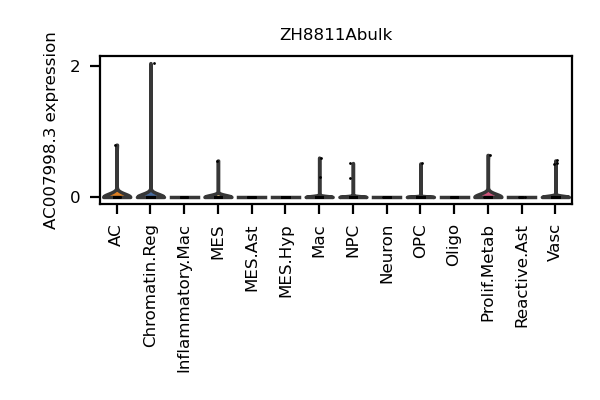 ZH8811Abulk
AC007998.3 expression
2
0
AC
Chromatin.Reg
Inflammatory.Mac
MES
MES.Ast
MES.Hyp
Mac
NPC
Neuron
OPC
Oligo
Prolif.Metab
Reactive.Ast
Vasc